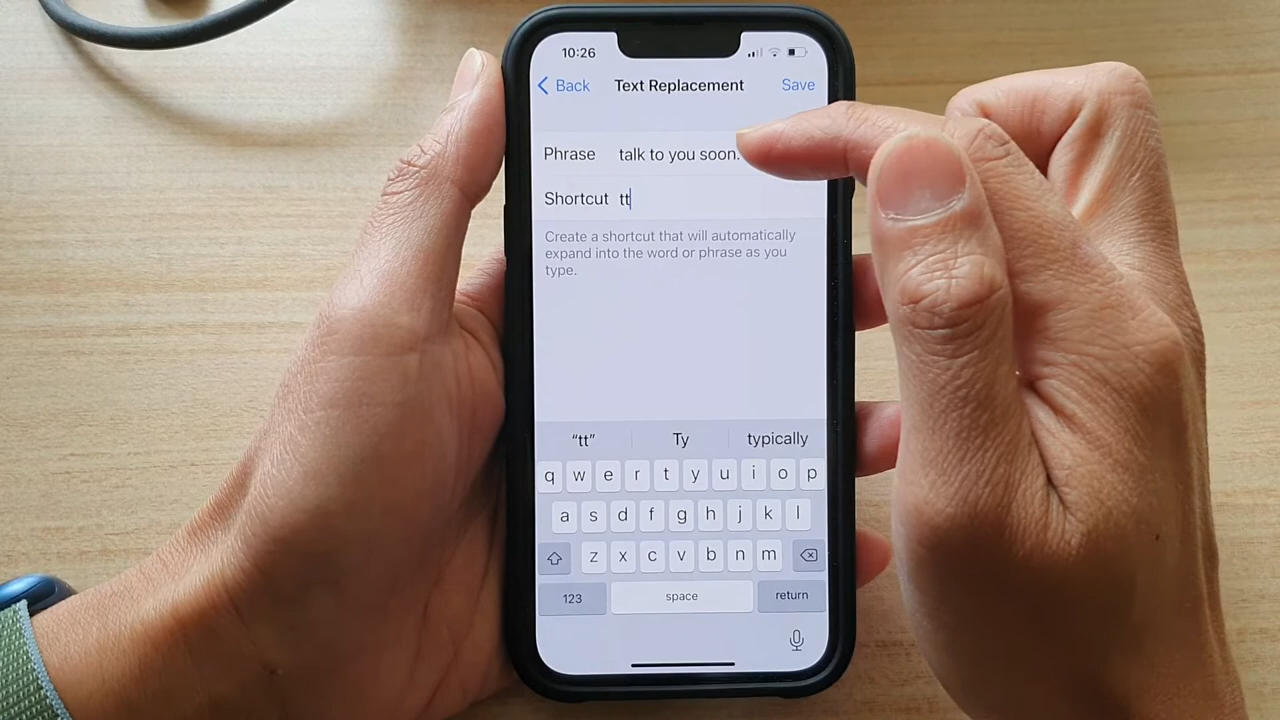 10:26
Back Text Replacement Save
Phrase talk to you soon.
Shortcut tt
Create a shortcut that will automatically
expand into the word or phrase as you
type.
“tt” Ty typically
q w e r t y u i o p
a s d f g h j k l
z x c v b n m
123 space return